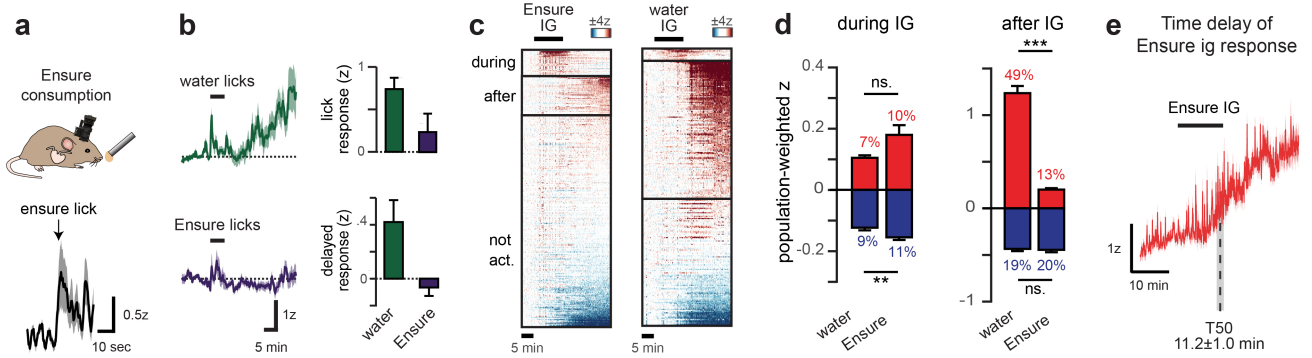 a
Ensure
consumption
ensure lick
0.5z
10 sec
b
water licks
Ensure licks
1z
5 min
lick
response (z)
1
0
delayed
response (z)
.4
0
water
Ensure
c
Ensure
IG
±4z
water
IG
±4z
during
after
not
act.
5 min
5 min
d
during IG
after IG
population-weighted z
0.4
0.2
0
-0.2
ns.
7%
10%
9%
11%
**
water
Ensure
1
0
-1
***
49%
13%
19%
20%
ns.
water
Ensure
e
Time delay of
Ensure ig response
Ensure IG
1z
10 min
T50
11.2±1.0 min